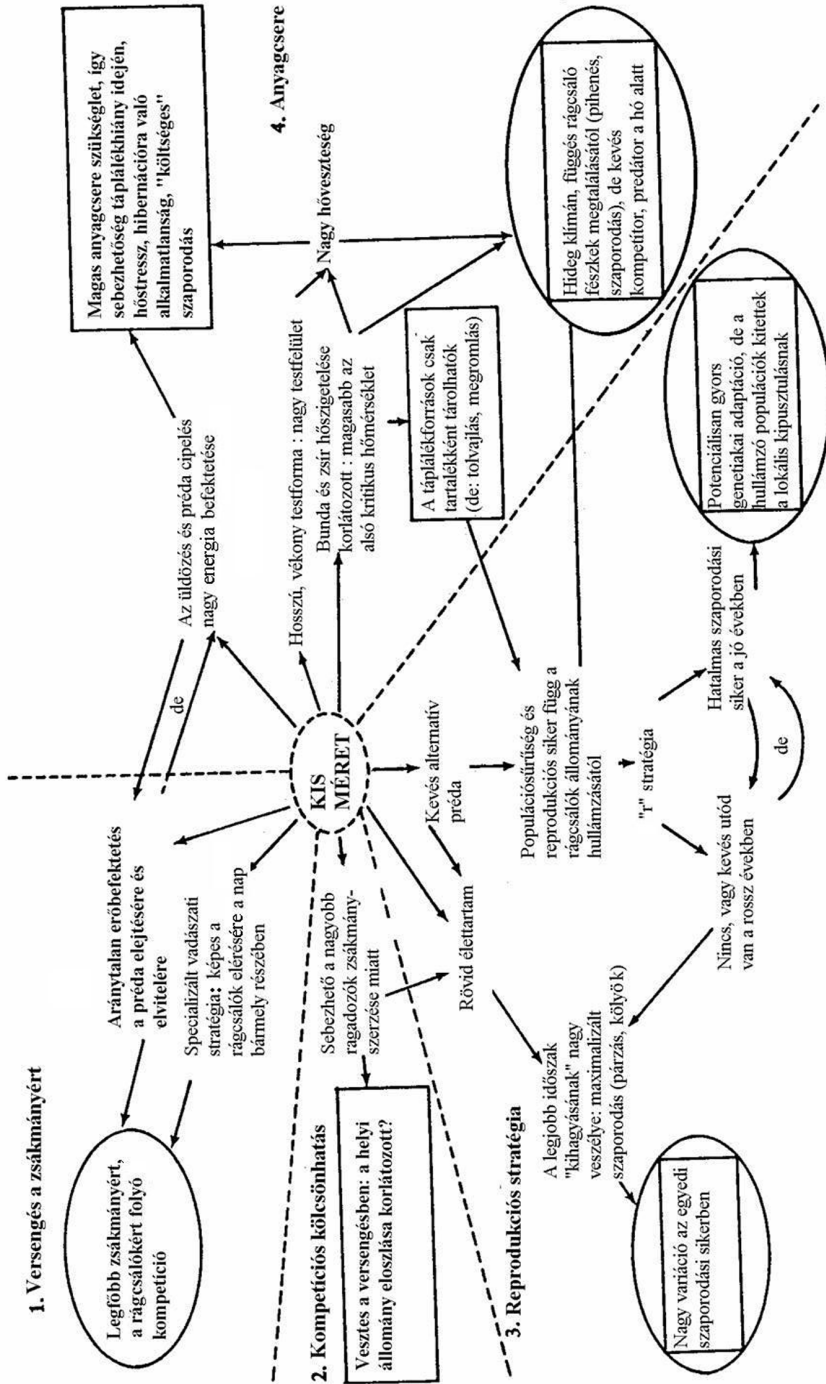 1. Versengés a zsákmányért
Legfőbb zsákmányért,
a rágcsálókért folyó
kompetíció
Aránytalan erőbefektetés
a préda elejtésére és
elvitelére
Specializált vadászati
stratégia: képes a
rágcsálók elérésére a nap
bármely részében
de
Az üldözés és préda cipelés
nagy energia befektetése
Magas anyagcsere szükséglet, így
sebezhetőség táplálékhiány idején,
hőstressz, hibernációra való
alkalmatlanság, "költséges"
szaporodás
KIS
MÉRET
2. Kompetíciós kölcsönhatás
Vesztes a versengésben: a helyi
állomány eloszlása korlátozott?
Sebezhető a nagyobb
ragadozók zsákmány-
szerzése miatt
Hosszú, vékony testforma : nagy testfelület
Bunda és zsír hőszigetelése
korlátozott : magasabb az
alsó kritikus hőmérséklet
Nagy hőveszteség
4. Anyagcsere
A táplálékforrások csak
tartalékként tárolhatók
(de: tolvajlás, megromlás)
Hideg klimán, függés rágcsáló
fészkek megtalálásától (pihenés,
szaporodás), de kevés
kompetitor, predátor a hó alatt
3. Reprodukciós stratégia
Rövid élettartam
Kevés alternatív
préda
Populációsűrűség és
reprodukciós siker függ a
rágcsálók állományának
hullámzásától
A legjobb időszak
"kihagyásának" nagy
veszélye: maximalizált
szaporodás (párzás, kölyök)
"r" stratégia
Nagy variáció az egyedi
szaporodási sikerben
Nincs, vagy kevés utód
van a rossz években
de
Hatalmas szaporodási
siker a jó években
Potenciálisan gyors
genetiakai adaptáció, de a
hullámzó populációk kitettek
a lokális kipusztulásnak